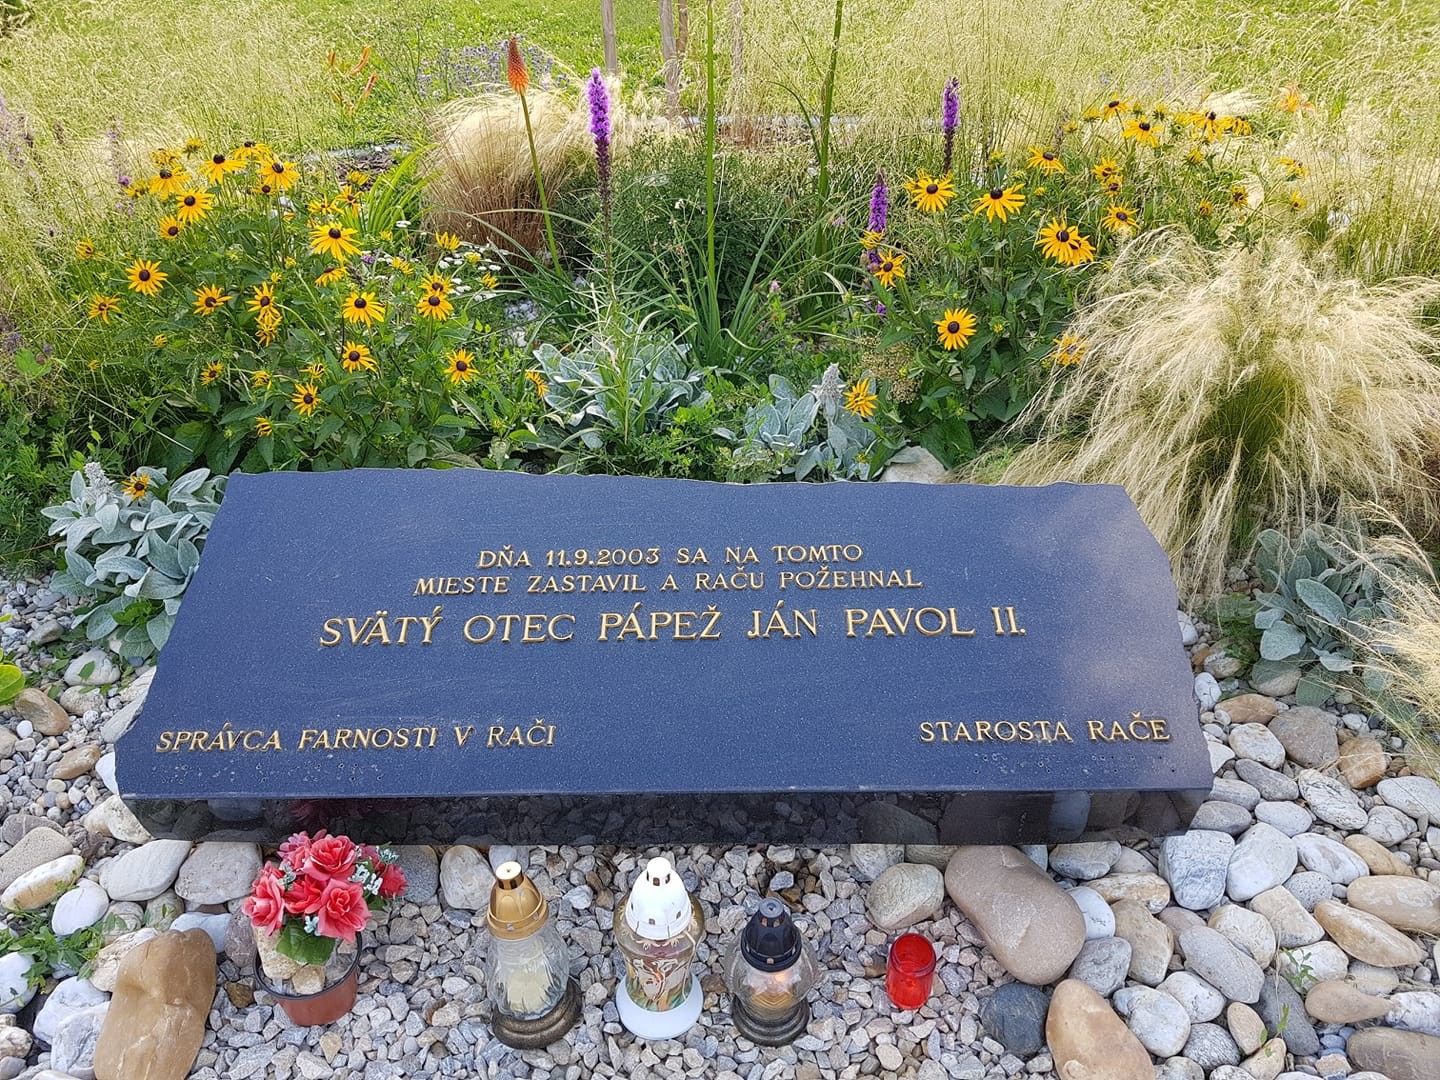 DŇA 11.9.2003 SA NA TOMTO
MIESTE ZASTAVIL A RAČU POŽEHNAL
SVÄTÝ OTEC PÁPEŽ JÁN PAVOL II.
SPRÁVCA FARNOSTI V RAČI
STAROSTA RAČE